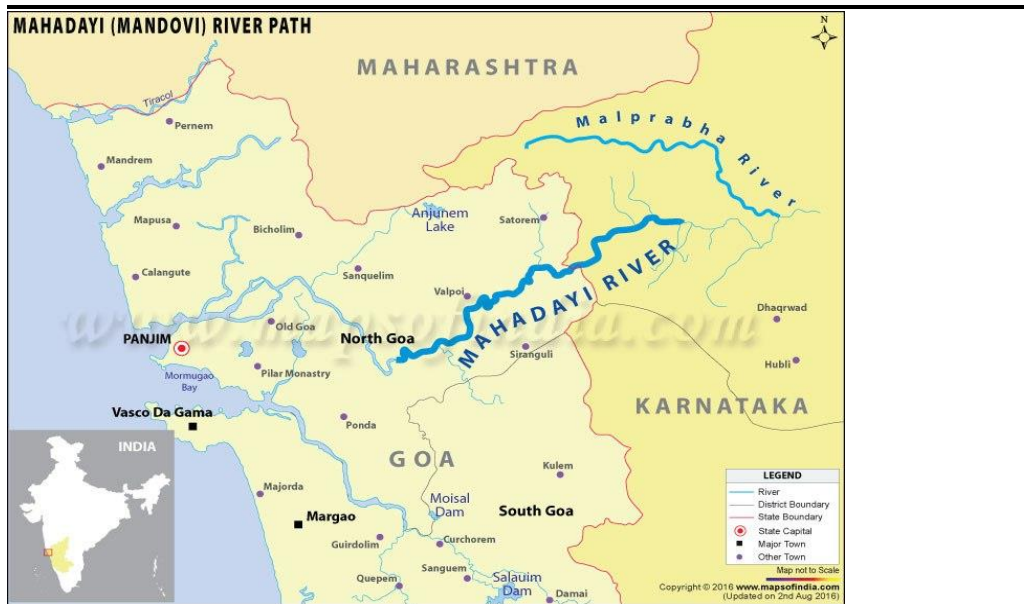 MAHADAYI (MANDOVI) RIVER PATH
N
MAHARASHTRA
Tiracol
Pernem
Malprabha River
Mandrem
Mapusa
Bicholim
Anjunem
Lake
Satorem
Calangute
Sanquelim
Valpoi
MAHADAYI RIVER
Dhaqrwad
www.mapsofindia.com
Old Goa
PANJIM
North Goa
Siranguli
Hubli
Mormugao
Bay
Pilar Monastry
KARNATAKA
Vasco Da Gama
Ponda
INDIA
GOA
Kulem
Majorda
Moisal
Dam
South Goa
Margao
Guirdolim
Curchorem
Quepem
Sanguem
Salauim
Dam
Damai
LEGEND
River
District Boundary
State Boundary
State Capital
Major Town
Other Town
Map not to Scale
Copyright © 2016 www.mapsofindia.com
(Updated on 2nd Aug 2016)